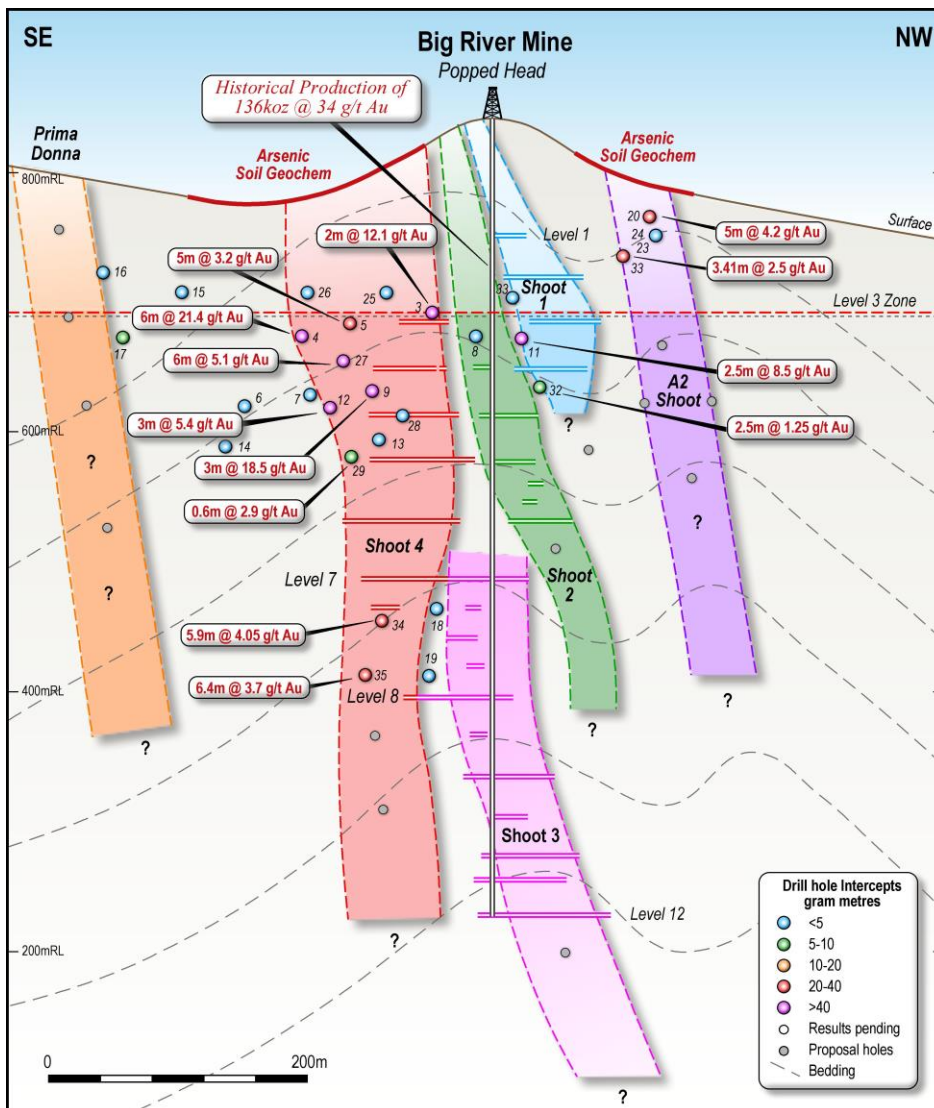 SE
Big River Mine
NW
Popped Head
Historical Production of
136koz @ 34 g/t Au
Prima
Donna
Arsenic
Soil Geochem
Arsenic
Soil Geochem
800mRL
Surface
20
5m @ 4.2 g/t Au
24
23
33
3.41m @ 2.5 g/t Au
2m @ 12.1 g/t Au
Level 1
5m @ 3.2 g/t Au
16
15
26
25
33
Shoot
1
Level 3 Zone
6m @ 21.4 g/t Au
3
4
5
17
8
11
6m @ 5.1 g/t Au
27
2.5m @ 8.5 g/t Au
A2
Shoot
6
7
12
9
32
28
3m @ 5.4 g/t Au
?
2.5m @ 1.25 g/t Au
600mRL
14
13
3m @ 18.5 g/t Au
?
29
0.6m @ 2.9 g/t Au
?
Shoot 4
Level 7
Shoot
2
?
5.9m @ 4.05 g/t Au
34
18
6.4m @ 3.7 g/t Au
35
19
Level 8
400mRL
?
?
?
Shoot 3
Level 12
?
200mRL
?
0
200m
Drill hole Intercepts
gram metres
<5
5-10
10-20
20-40
>40
Results pending
Proposal holes
Bedding